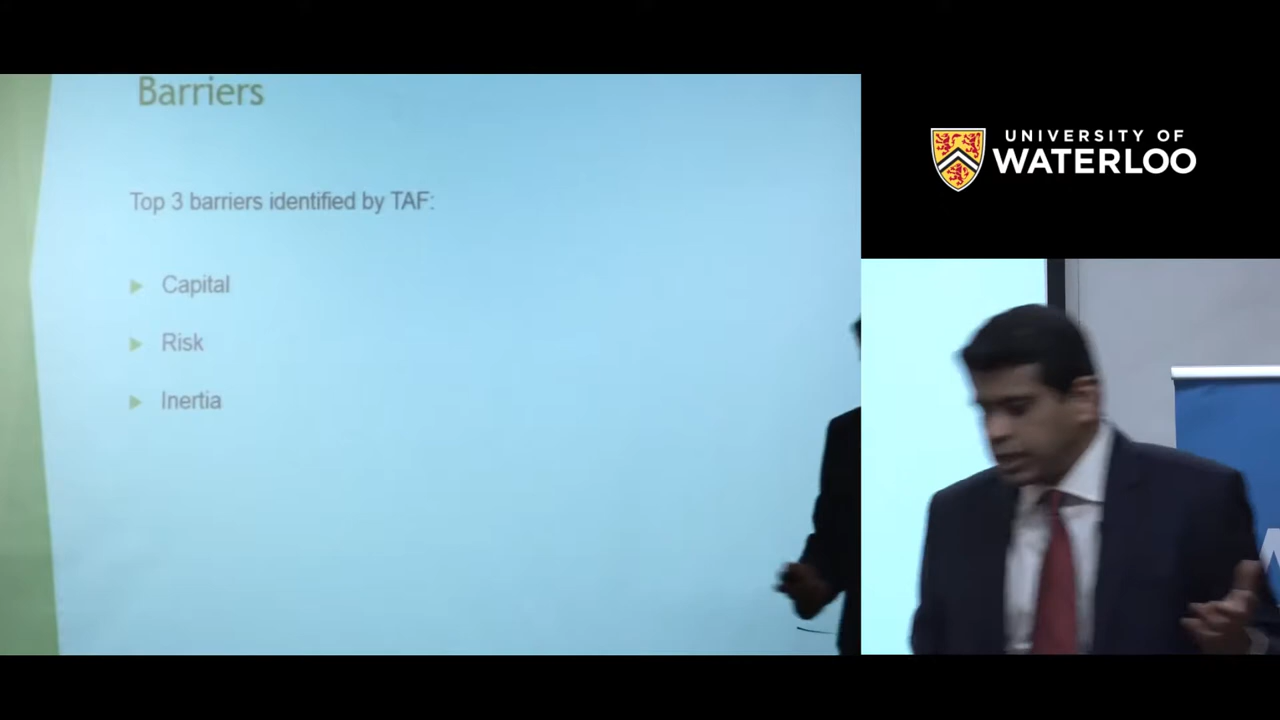 Barriers
Top 3 barriers identified by TAF:
Capital
Risk
Inertia
UNIVERSITY OF
WATERLOO